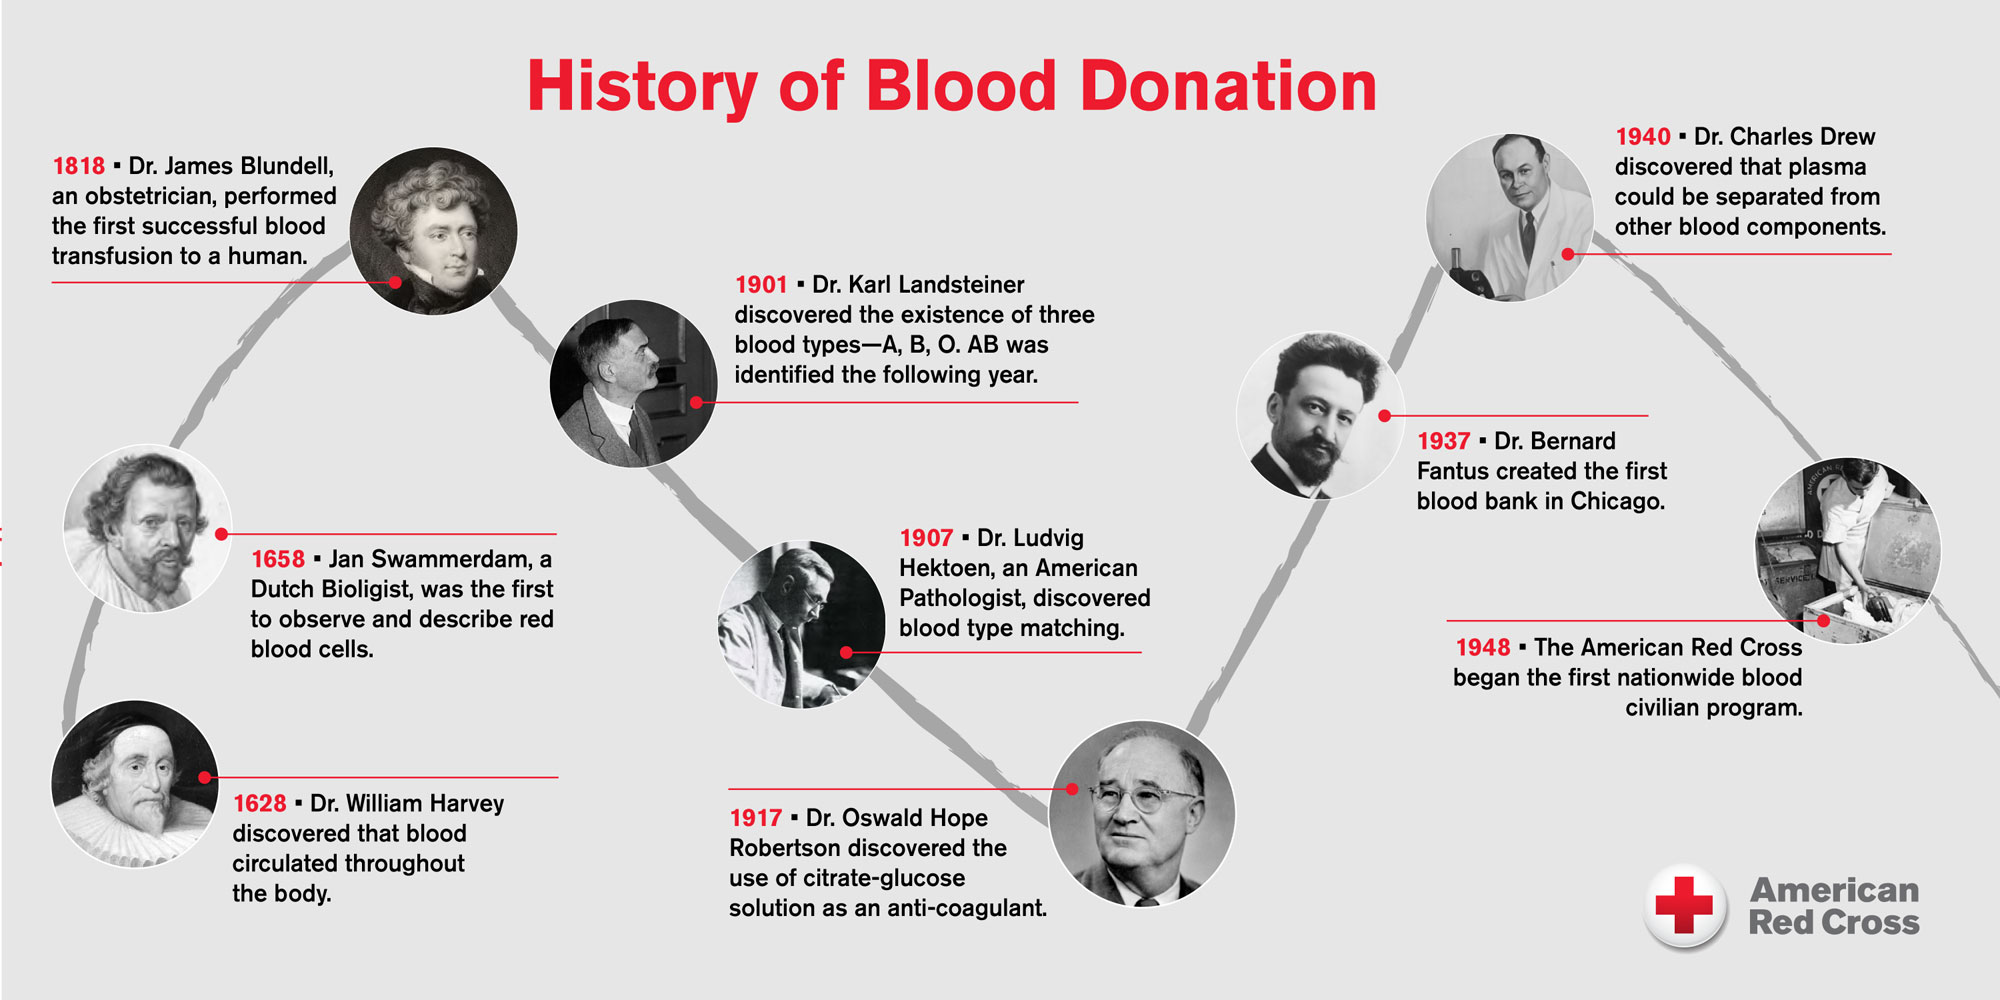 History of Blood Donation
1628 ▪ Dr. William Harvey
discovered that blood
circulated throughout
the body.
1658 ▪ Jan Swammerdam, a
Dutch Bioligist, was the first
to observe and describe red
blood cells.
1818 ▪ Dr. James Blundell,
an obstetrician, performed
the first successful blood
transfusion to a human.
1901 ▪ Dr. Karl Landsteiner
discovered the existence of three
blood types—A, B, O. AB was
identified the following year.
1907 ▪ Dr. Ludvig
Hektoen, an American
Pathologist, discovered
blood type matching.
1917 ▪ Dr. Oswald Hope
Robertson discovered the
use of citrate-glucose
solution as an anti-coagulant.
1937 ▪ Dr. Bernard
Fantus created the first
blood bank in Chicago.
1940 ▪ Dr. Charles Drew
discovered that plasma
could be separated from
other blood components.
1948 ▪ The American Red Cross
began the first nationwide blood
civilian program.
American
Red Cross